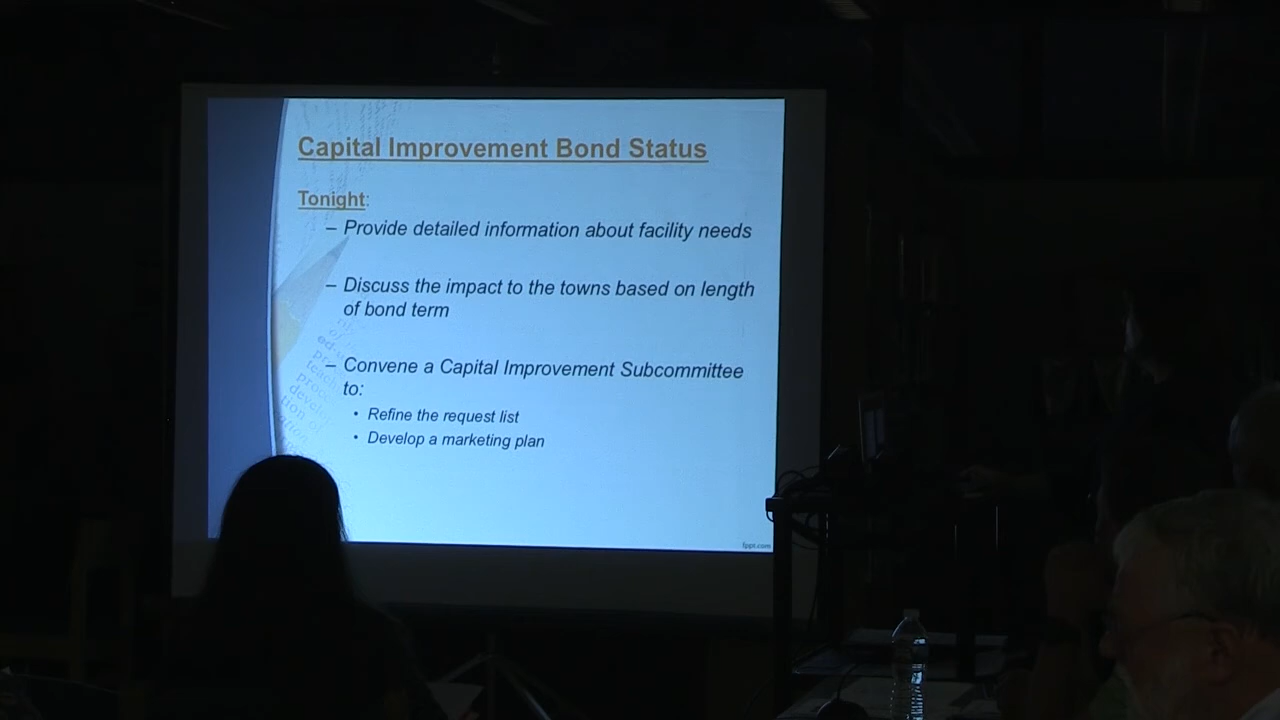 Capital Improvement Bond Status
Tonight:
– Provide detailed information about facility needs
– Discuss the impact to the towns based on length
of bond term
– Convene a Capital Improvement Subcommittee
to:
• Refine the request list
• Develop a marketing plan
fppt.com